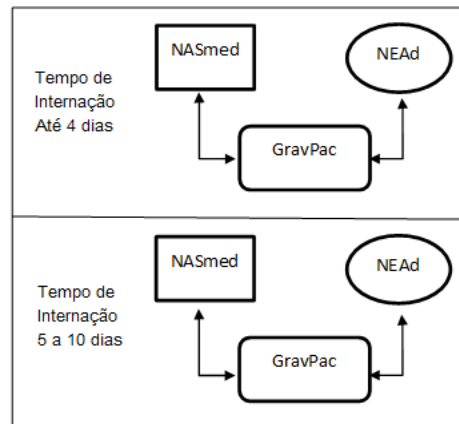 NASmed
NEAd
Tempo de
Internação
Até 4 dias
GravPac
NASmed
NEAd
Tempo de
Internação
5 a 10 dias
GravPac